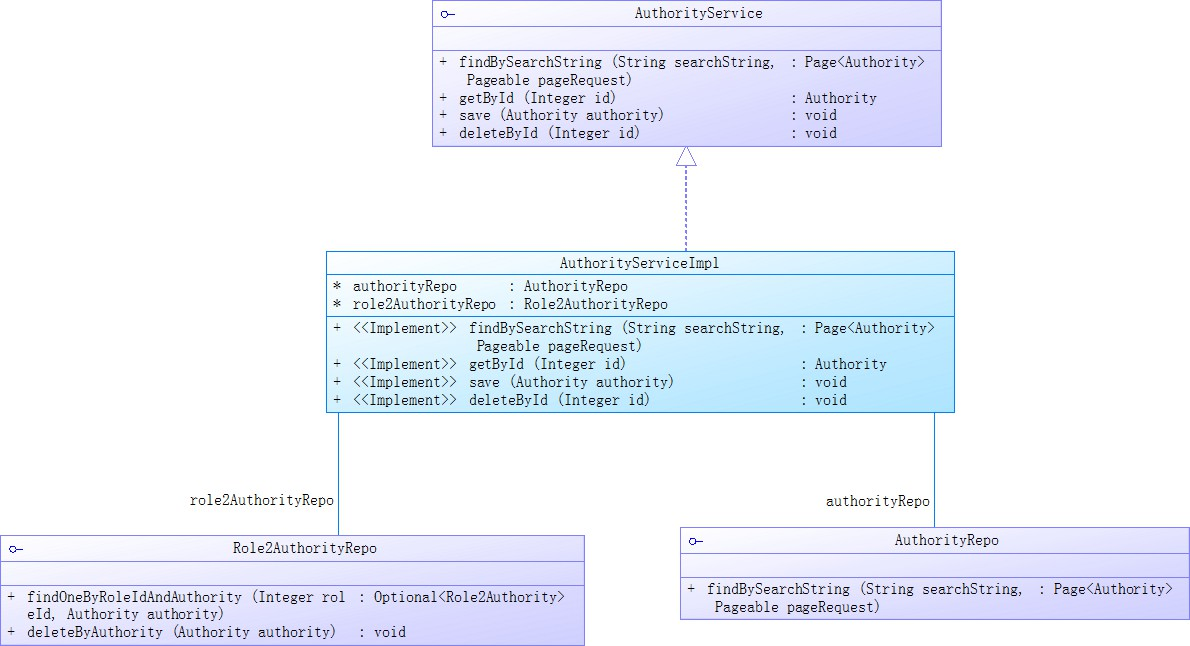 AuthorityService
+ findBySearchString (String searchString, : Page<Authority>
Pageable pageRequest)
+ getById (Integer id) : Authority
+ save (Authority authority) : void
+ deleteById (Integer id) : void
AuthorityServiceImpl
* authorityRepo : AuthorityRepo
* role2AuthorityRepo : Role2AuthorityRepo
+ <<Implement>> findBySearchString (String searchString, : Page<Authority>
Pageable pageRequest)
+ <<Implement>> getById (Integer id) : Authority
+ <<Implement>> save (Authority authority) : void
+ <<Implement>> deleteById (Integer id) : void
role2AuthorityRepo
authorityRepo
Role2AuthorityRepo
+ findOneByRoleIdAndAuthority (Integer rol : Optional<Role2Authority>
eId, Authority authority)
+ deleteByAuthority (Authority authority) : void
AuthorityRepo
+ findBySearchString (String searchString, : Page<Authority>
Pageable pageRequest)